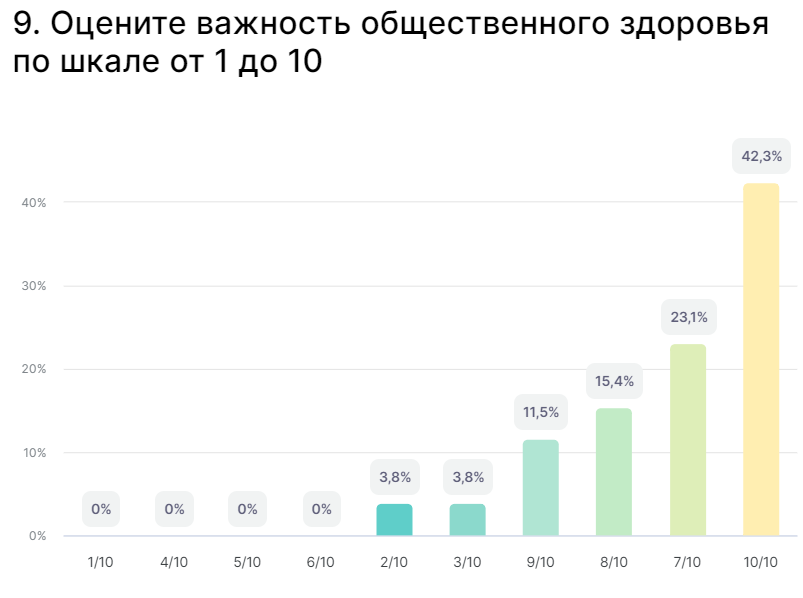 9. Оцените важность общественного здоровья
по шкале от 1 до 10
42,3%
40%
30%
23,1%
20%
15,4%
11,5%
10%
3,8% 3,8%
0% 0% 0% 0%
0%
1/10 4/10 5/10 6/10 2/10 3/10 9/10 8/10 7/10 10/10